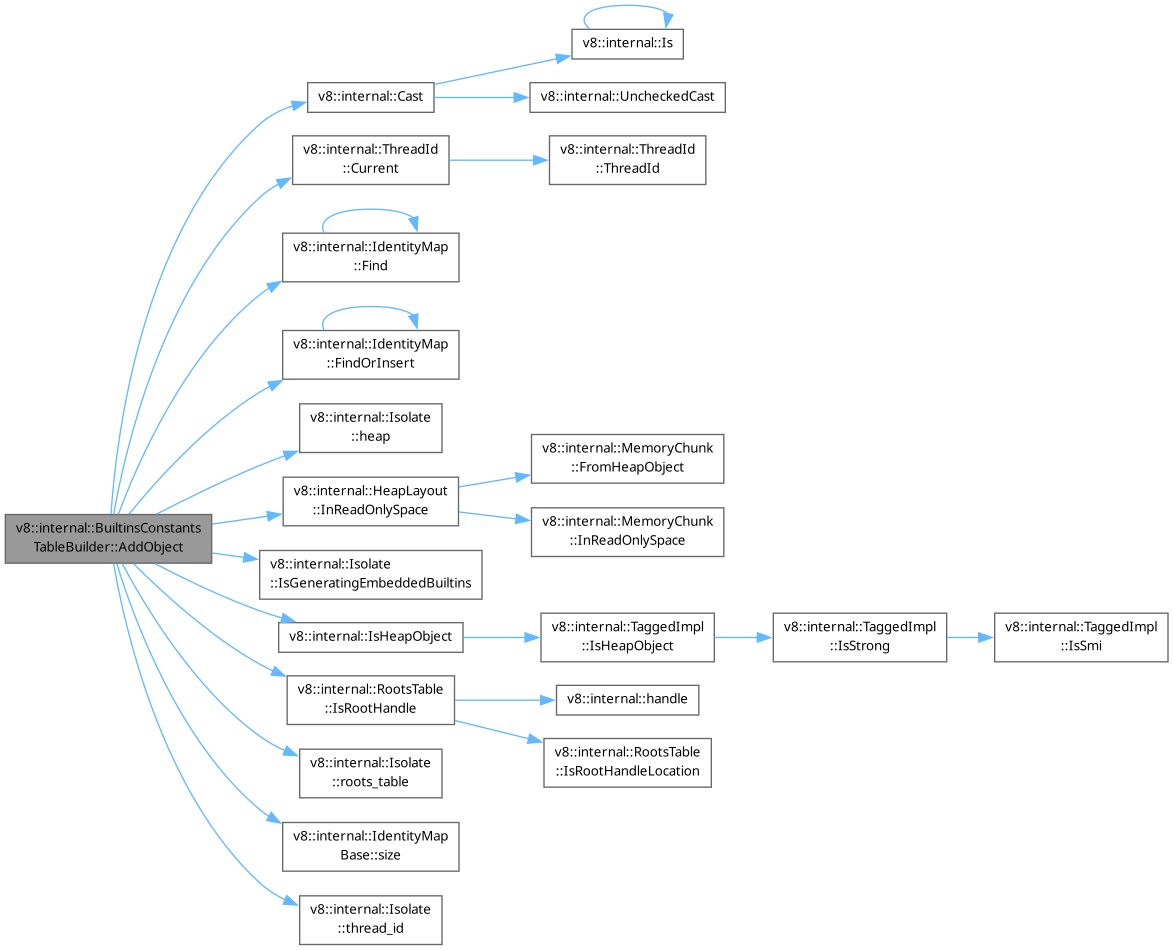 v8::internal::Is
v8::internal::Cast
v8::internal::UncheckedCast
v8::internal::ThreadId
::Current
v8::internal::ThreadId
::ThreadId
v8::internal::IdentityMap
::Find
v8::internal::IdentityMap
::FindOrInsert
v8::internal::Isolate
::heap
v8::internal::MemoryChunk
::FromHeapObject
v8::internal::HeapLayout
::InReadOnlySpace
v8::internal::MemoryChunk
::InReadOnlySpace
v8::internal::BuiltinsConstants
TableBuilder::AddObject
v8::internal::Isolate
::IsGeneratingEmbeddedBuiltins
v8::internal::IsHeapObject
v8::internal::TaggedImpl
::IsHeapObject
v8::internal::TaggedImpl
::IsStrong
v8::internal::TaggedImpl
::IsSmi
v8::internal::RootsTable
::IsRootHandle
v8::internal::handle
v8::internal::RootsTable
::IsRootHandleLocation
v8::internal::Isolate
::roots_table
v8::internal::IdentityMap
Base::size
v8::internal::Isolate
::thread_id